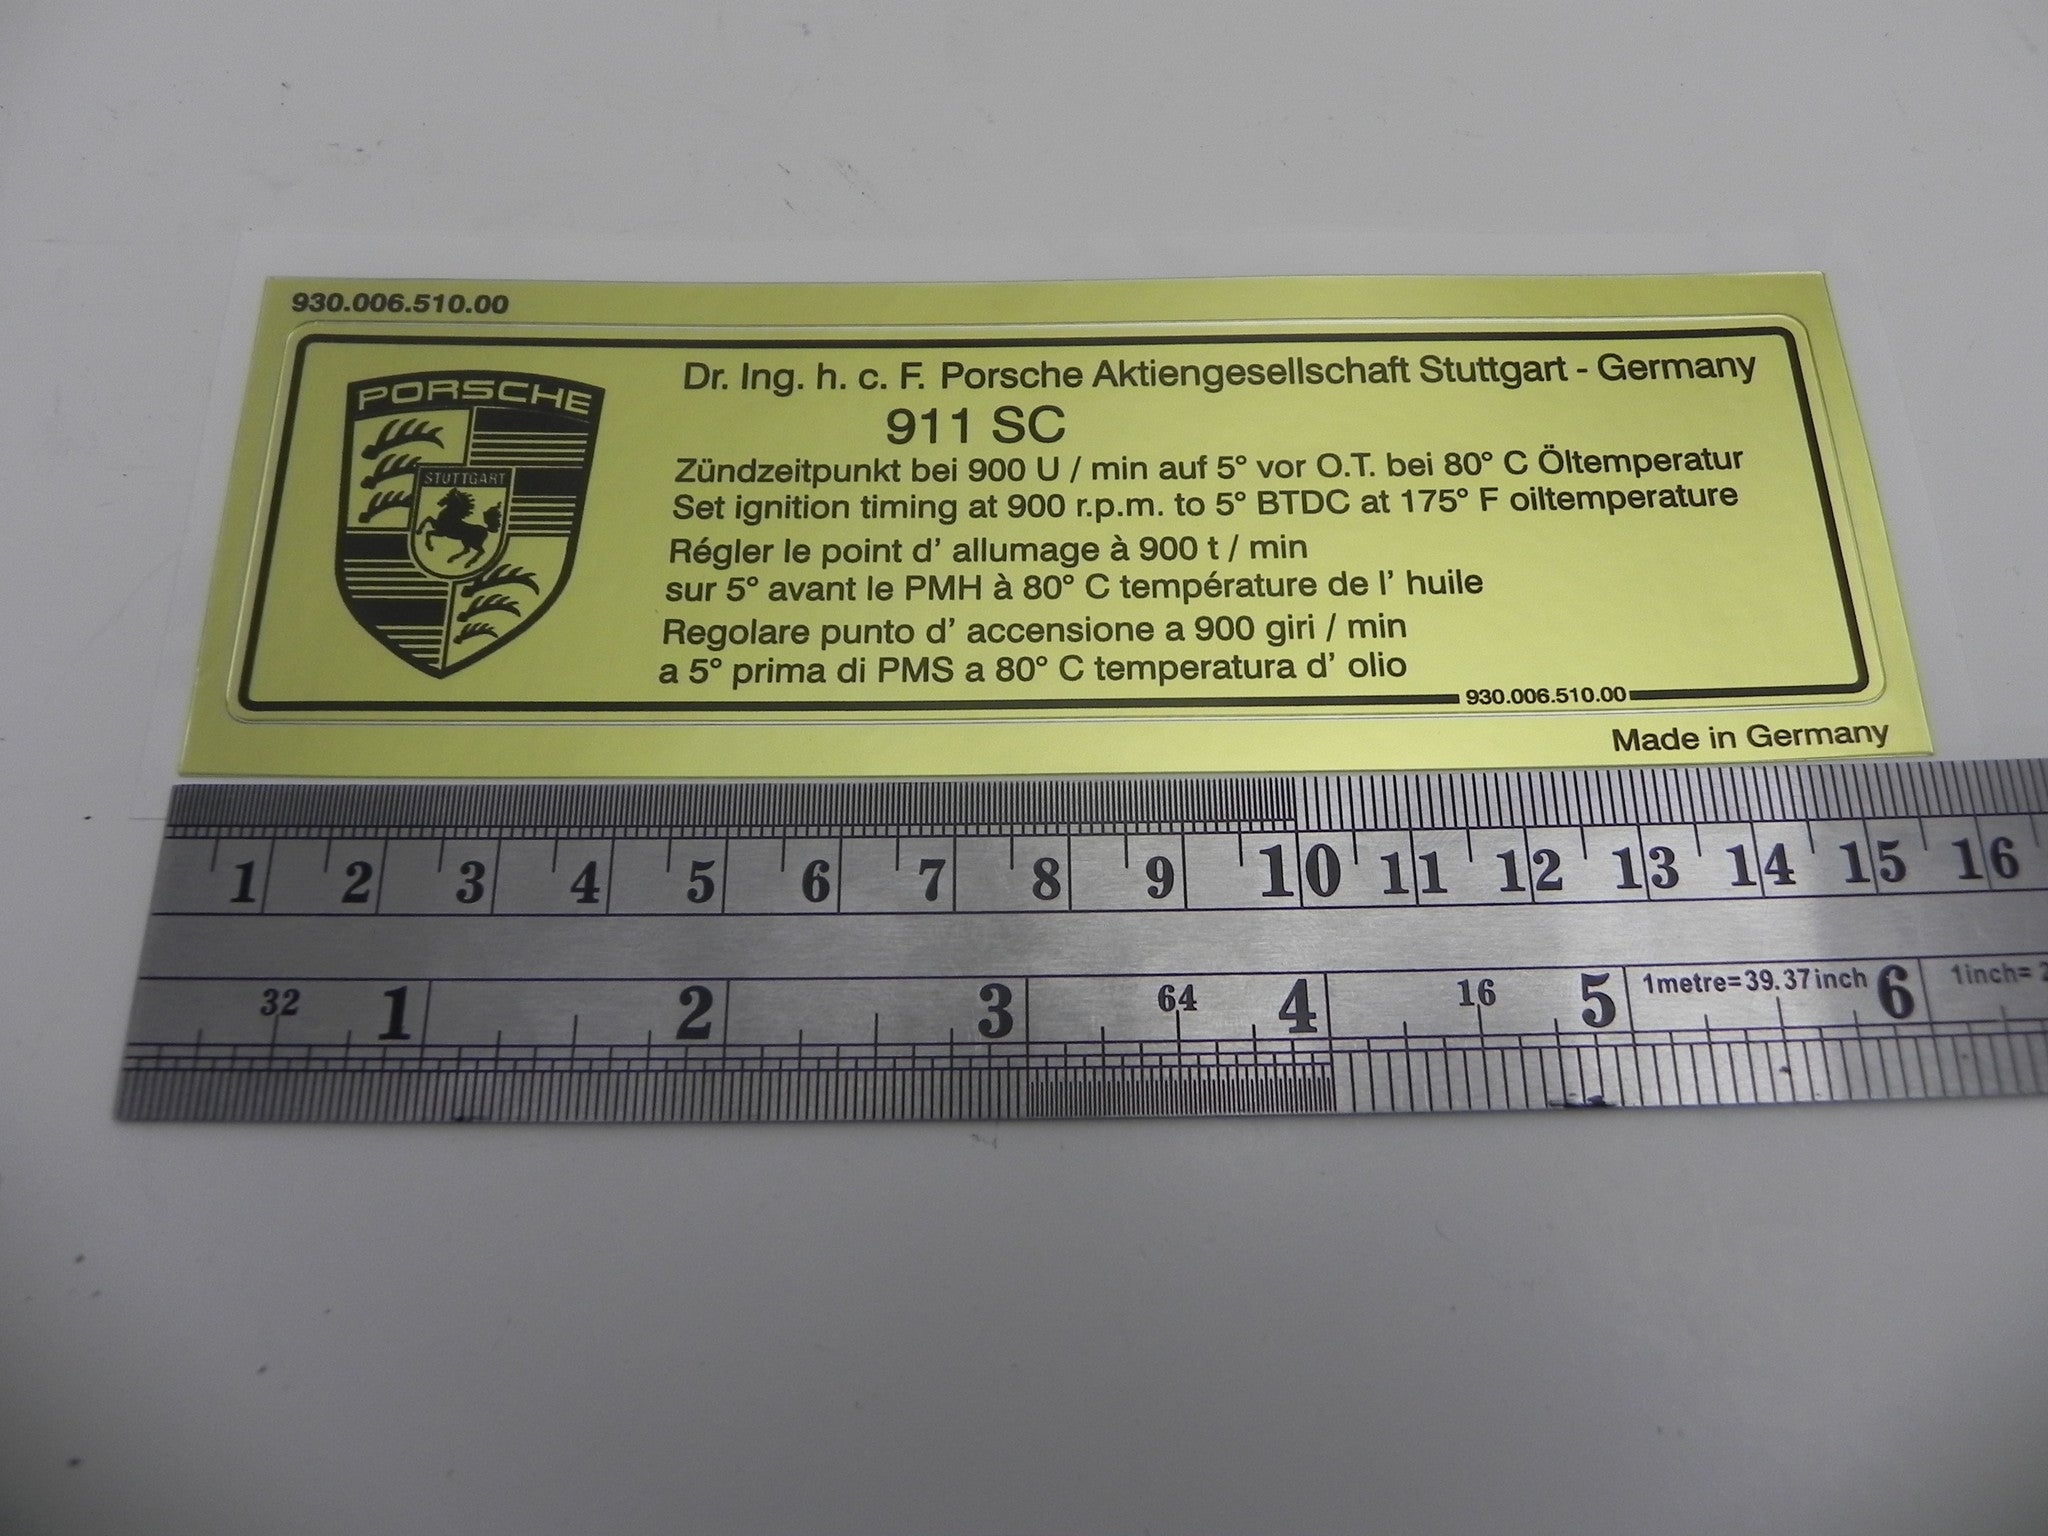 930.006.510.00
PORSCHE
STUTTGART
Dr. Ing. h. c. F. Porsche Aktiengesellschaft Stuttgart - Germany
911 SC
Zündzeitpunkt bei 900 U / min auf 5° vor O.T. bei 80° C Öltemperatur
Set ignition timing at 900 r.p.m. to 5° BTDC at 175° F oiltemperature
Régler le point d’ allumage à 900 t / min
sur 5° avant le PMH à 80° C température de l’ huile
Regolare punto d’ accensione a 900 giri / min
a 5° prima di PMS a 80° C temperatura d’ olio
930.006.510.00
Made in Germany
1 2 3 4 5 6 7 8 9 10 11 12 13 14 15 16
32 1 2 3 64 4 16 5 1metre=39.37inch 6 1inch=